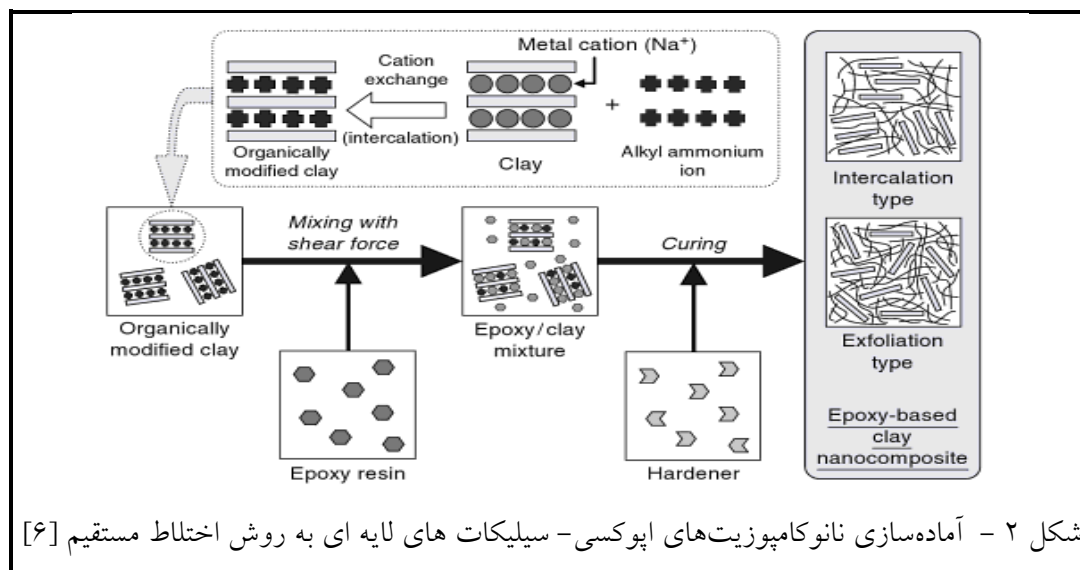 Metal cation (Na⁺)
Cation
exchange
(intercalation)
+
Organically
modified clay
Clay
Alkyl ammonium
ion
Mixing with
shear force
Curing
Organically
modified clay
Epoxy/clay
mixture
Epoxy resin
Hardener
Intercalation
type
Exfoliation
type
Epoxy-based
clay
nanocomposite
شکل ۲ - آماده‌سازی نانوکامپوزیت‌های اپوکسی- سیلیکات های لایه ای به روش اختلاط مستقیم [۶]